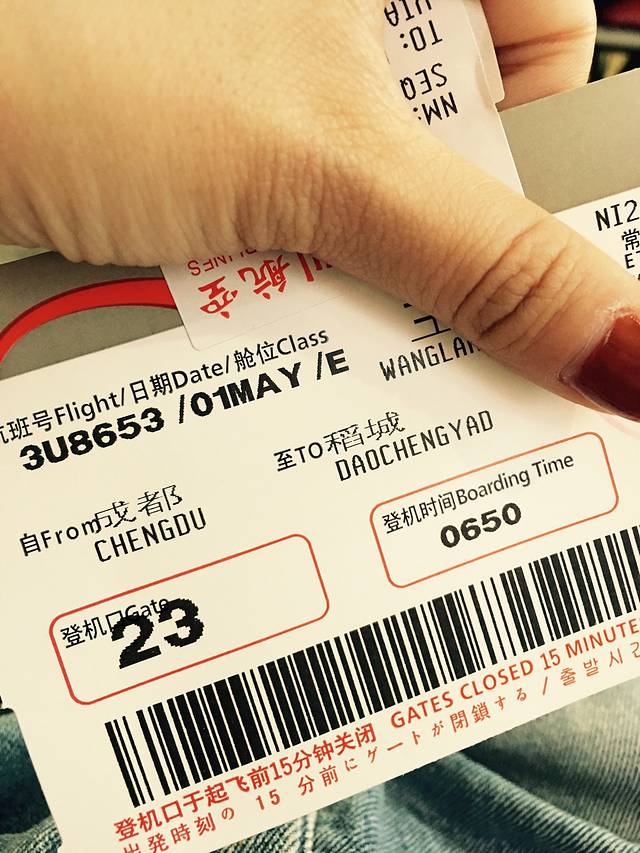 TO:
SEQ
NM:
航空
NI2
常
航班号Flight/日期Date/舱位Class
3U8653 /01MAY /E
至TO稻城
DAOCHENGYAD
自From成都
CHENGDU
登机时间Boarding Time
0650
登机口Gate
23
登机口于起飞前15分钟关闭 GATES CLOSED 15 MINUTE
出発時刻の 15 分前にゲートが閉鎖する / 출발시간